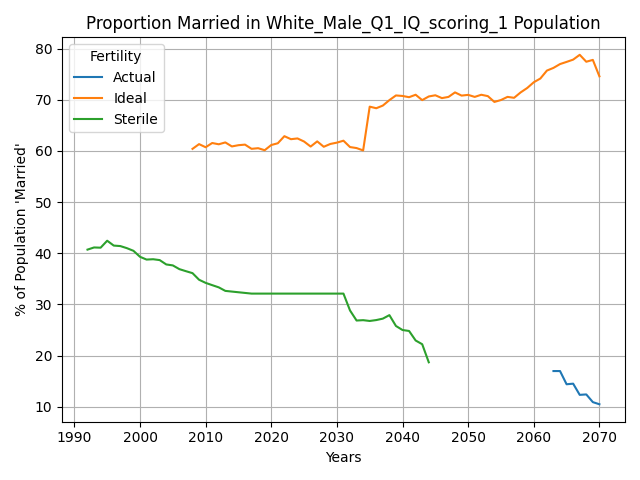 Proportion Married in White_Male_Q1_IQ_scoring_1 Population
Fertility
Actual
Ideal
Sterile
% of Population 'Married'
80
70
60
50
40
30
20
10
1990 2000 2010 2020 2030 2040 2050 2060 2070
Years